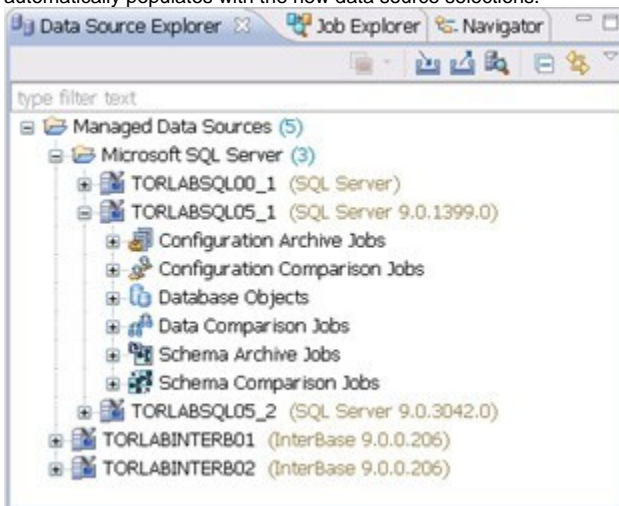 automatically populates with the new data source selections.
Data Source Explorer Job Explorer Navigator
type filter text
Managed Data Sources (5)
Microsoft SQL Server (3)
TORLABSQL00_1 (SQL Server)
TORLABSQL05_1 (SQL Server 9.0.1399.0)
Configuration Archive Jobs
Configuration Comparison Jobs
Database Objects
Data Comparison Jobs
Schema Archive Jobs
Schema Comparison Jobs
TORLABSQL05_2 (SQL Server 9.0.3042.0)
TORLABINTERB01 (InterBase 9.0.0.206)
TORLABINTERB02 (InterBase 9.0.0.206)